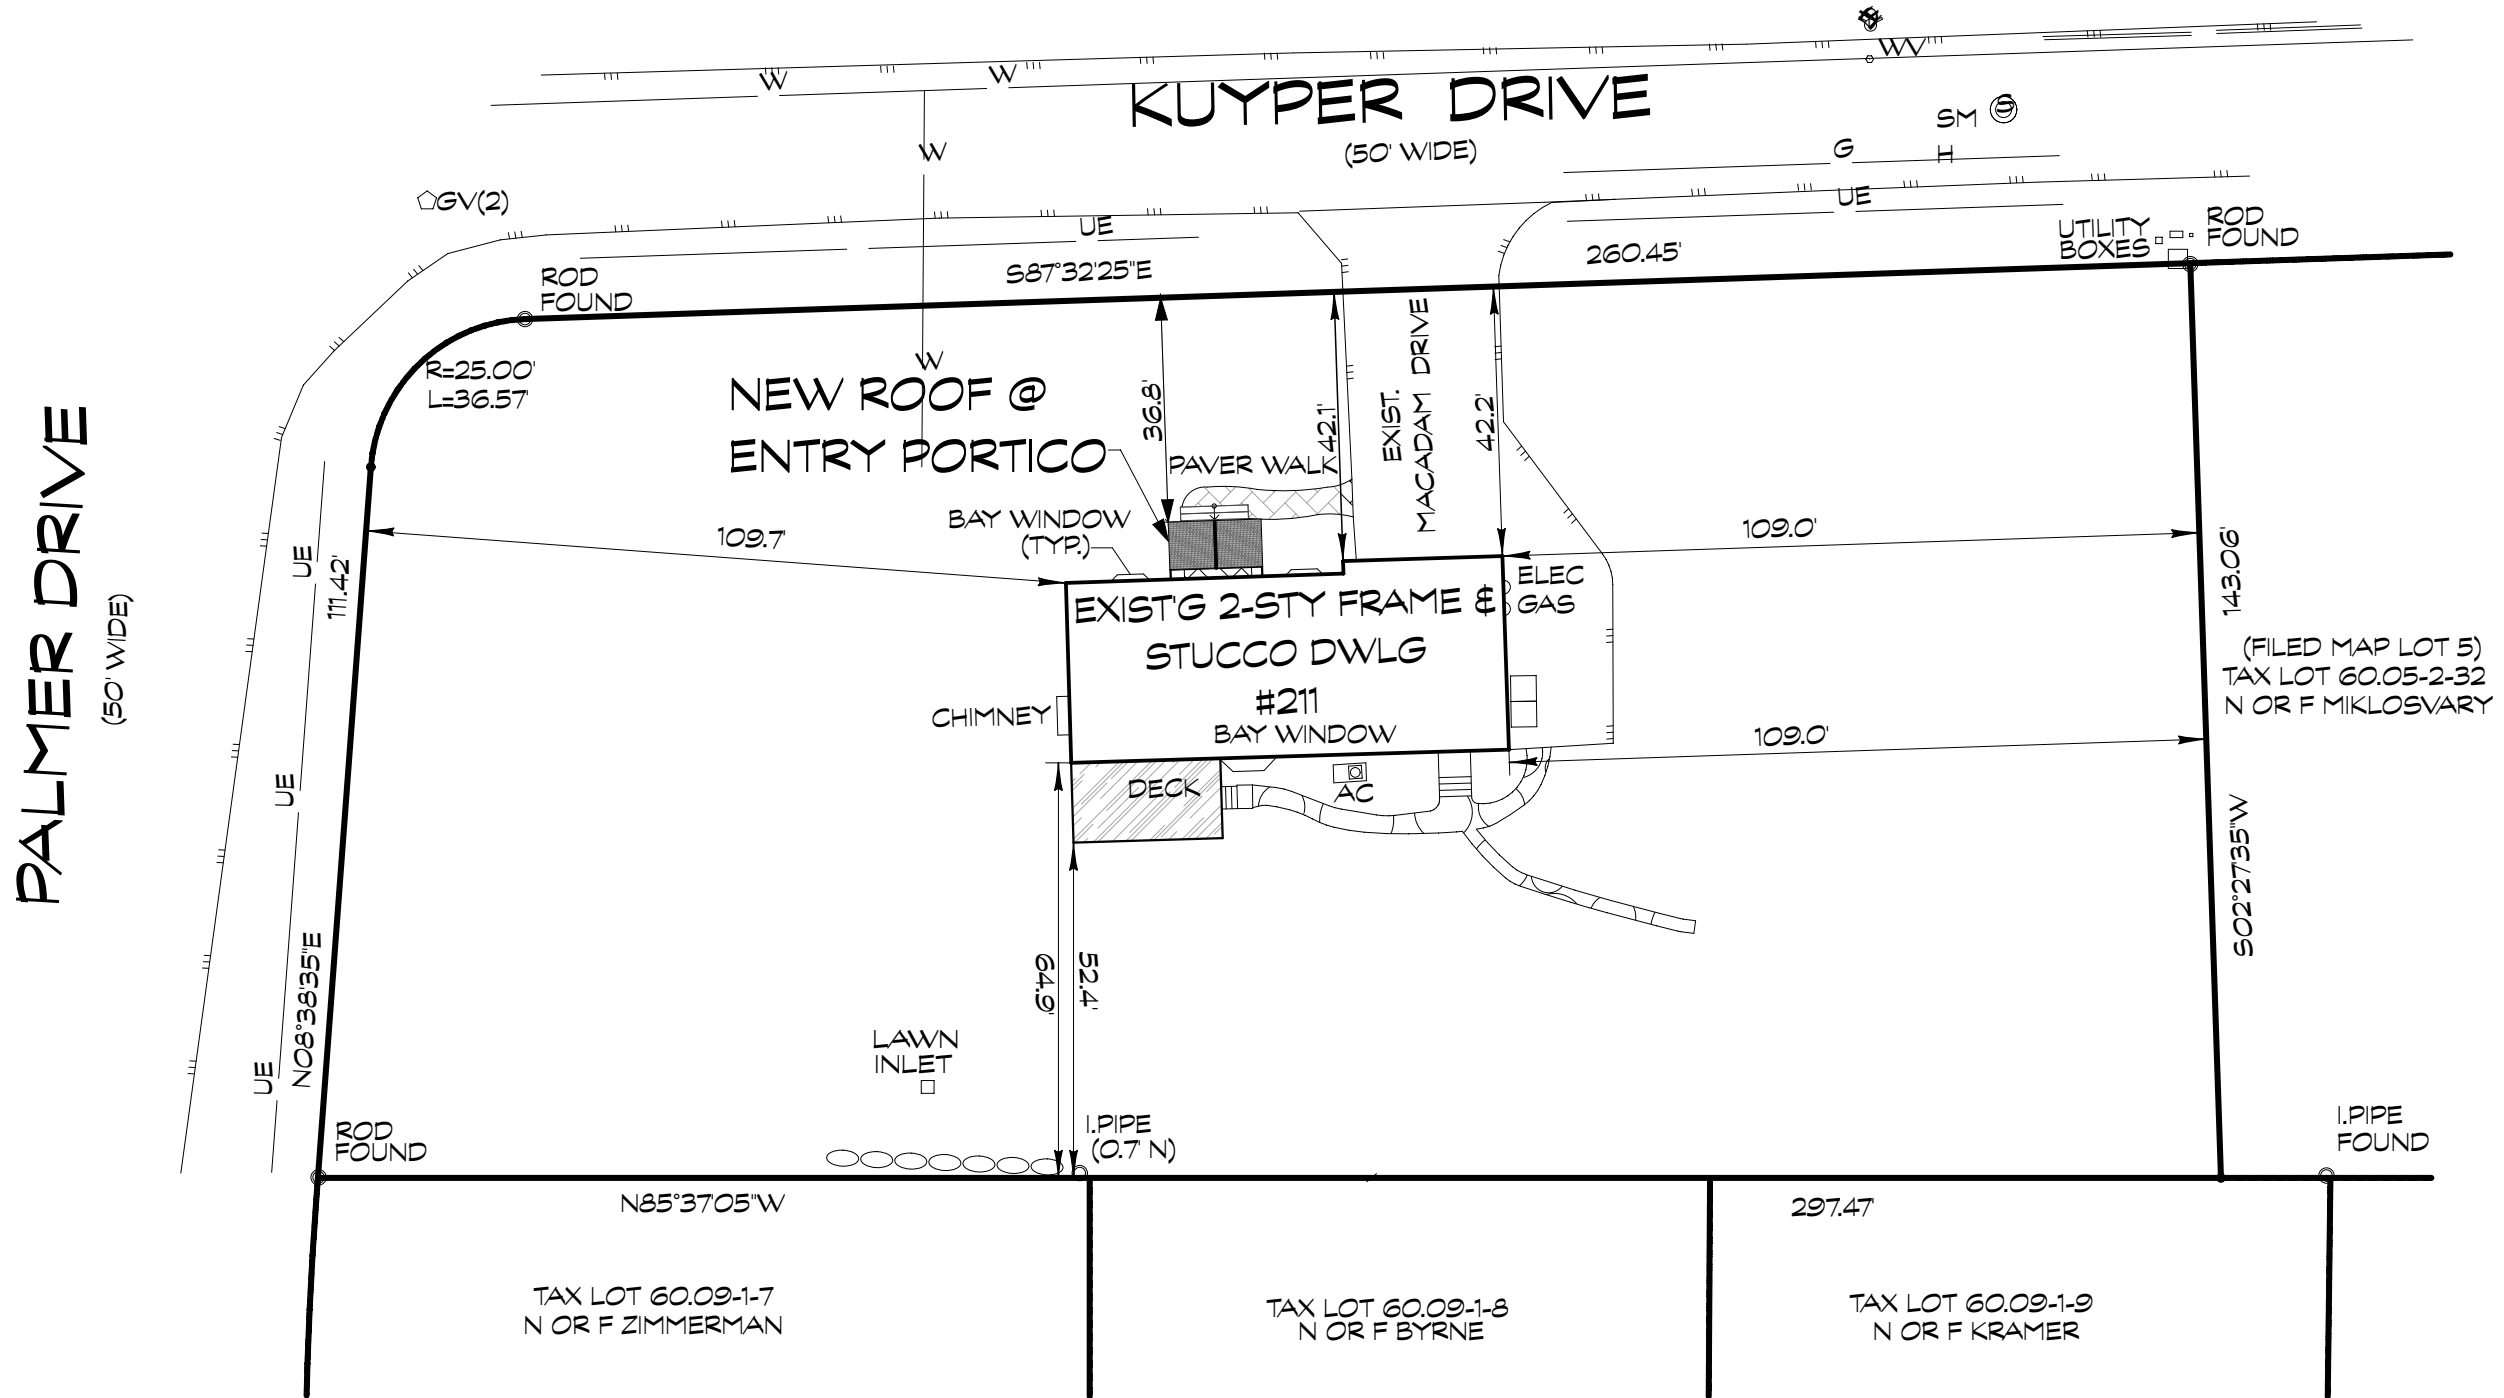 W
W
WV
KUYPER DRIVE
(50' WIDE)
SM
H
W
G
GV(2)
UE
UE
UTILITY
BOXES
ROD
FOUND
ROD
FOUND
S87°32'25"E
260.45'
R=25.00'
L=36.57'
W
NEW ROOF @
ENTRY PORTICO
36.8'
42.1'
EXIST.
MACADAM DRIVE
42.2'
PAVER WALK
BAY WINDOW
(TYP.)
109.7'
109.0'
PALMER DRIVE
(50' WIDE)
UE
111.42'
143.06'
ELEC
GAS
EXIST'G 2-STY FRAME &
STUCCO DWLG
#211
BAY WINDOW
CHIMNEY
(FILED MAP LOT 5)
TAX LOT 60.05-2-32
N OR F MIKLOSVARY
109.0'
UE
DECK
AC
S02°27'35"W
N08°38'35"E
64.9'
52.4'
LAWN
INLET
UE
ROD
FOUND
I.PIPE
(0.7' N)
I.PIPE
FOUND
N85°37'05"W
297.47'
TAX LOT 60.09-1-7
N OR F ZIMMERMAN
TAX LOT 60.09-1-8
N OR F BYRNE
TAX LOT 60.09-1-9
N OR F KRAMER